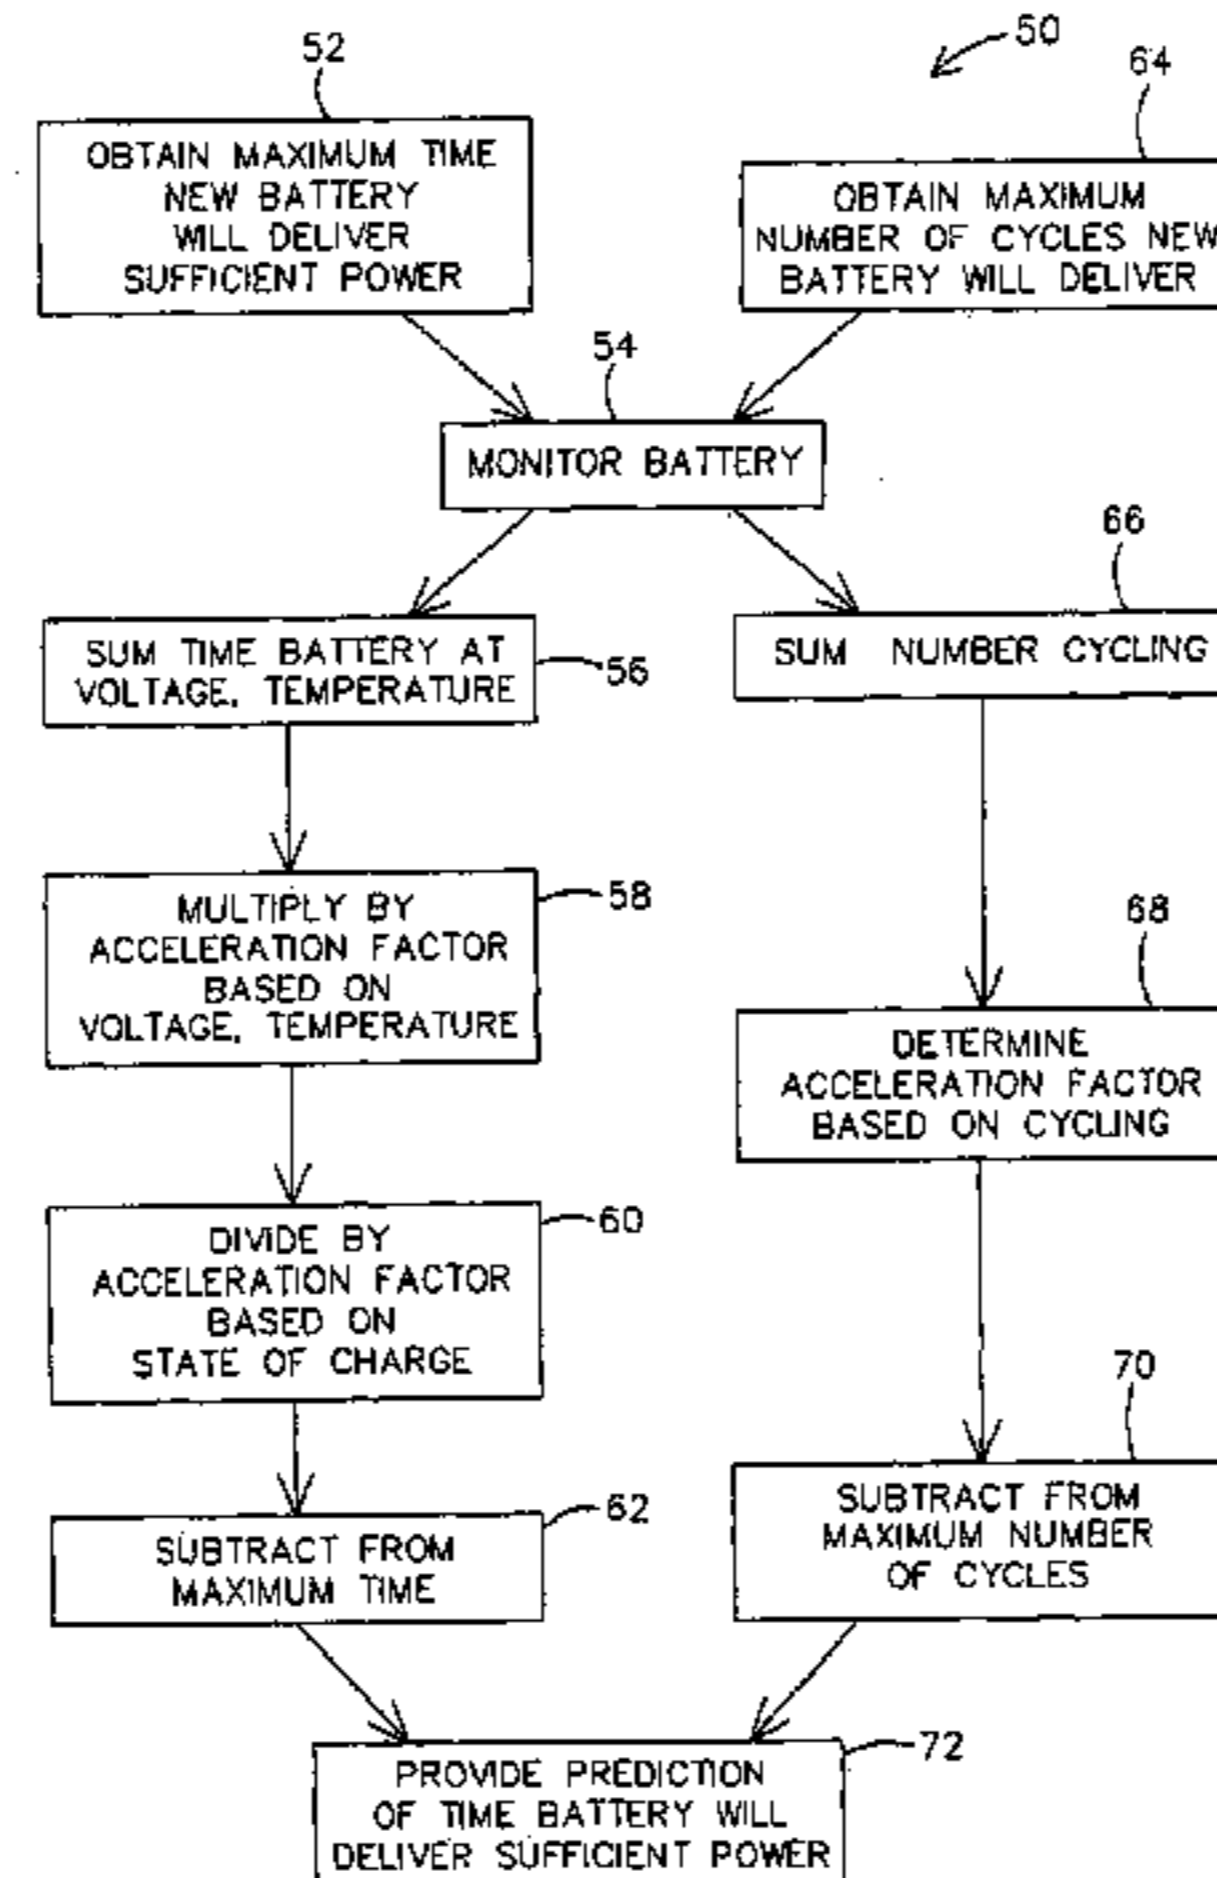 50
52
OBTAIN MAXIMUM TIME
NEW BATTERY
WILL DELIVER
SUFFICIENT POWER
64
OBTAIN MAXIMUM
NUMBER OF CYCLES NEW
BATTERY WILL DELIVER
54
MONITOR BATTERY
SUM TIME BATTERY AT
VOLTAGE, TEMPERATURE
56
66
SUM NUMBER CYCLING
MULTIPLY BY
ACCELERATION FACTOR
BASED ON
VOLTAGE, TEMPERATURE
58
68
DETERMINE
ACCELERATION FACTOR
BASED ON CYCLING
DIVIDE BY
ACCELERATION FACTOR
BASED ON
STATE OF CHARGE
60
70
SUBTRACT FROM
MAXIMUM NUMBER
OF CYCLES
SUBTRACT FROM
MAXIMUM TIME
62
PROVIDE PREDICTION
OF TIME BATTERY WILL
DELIVER SUFFICIENT POWER
72